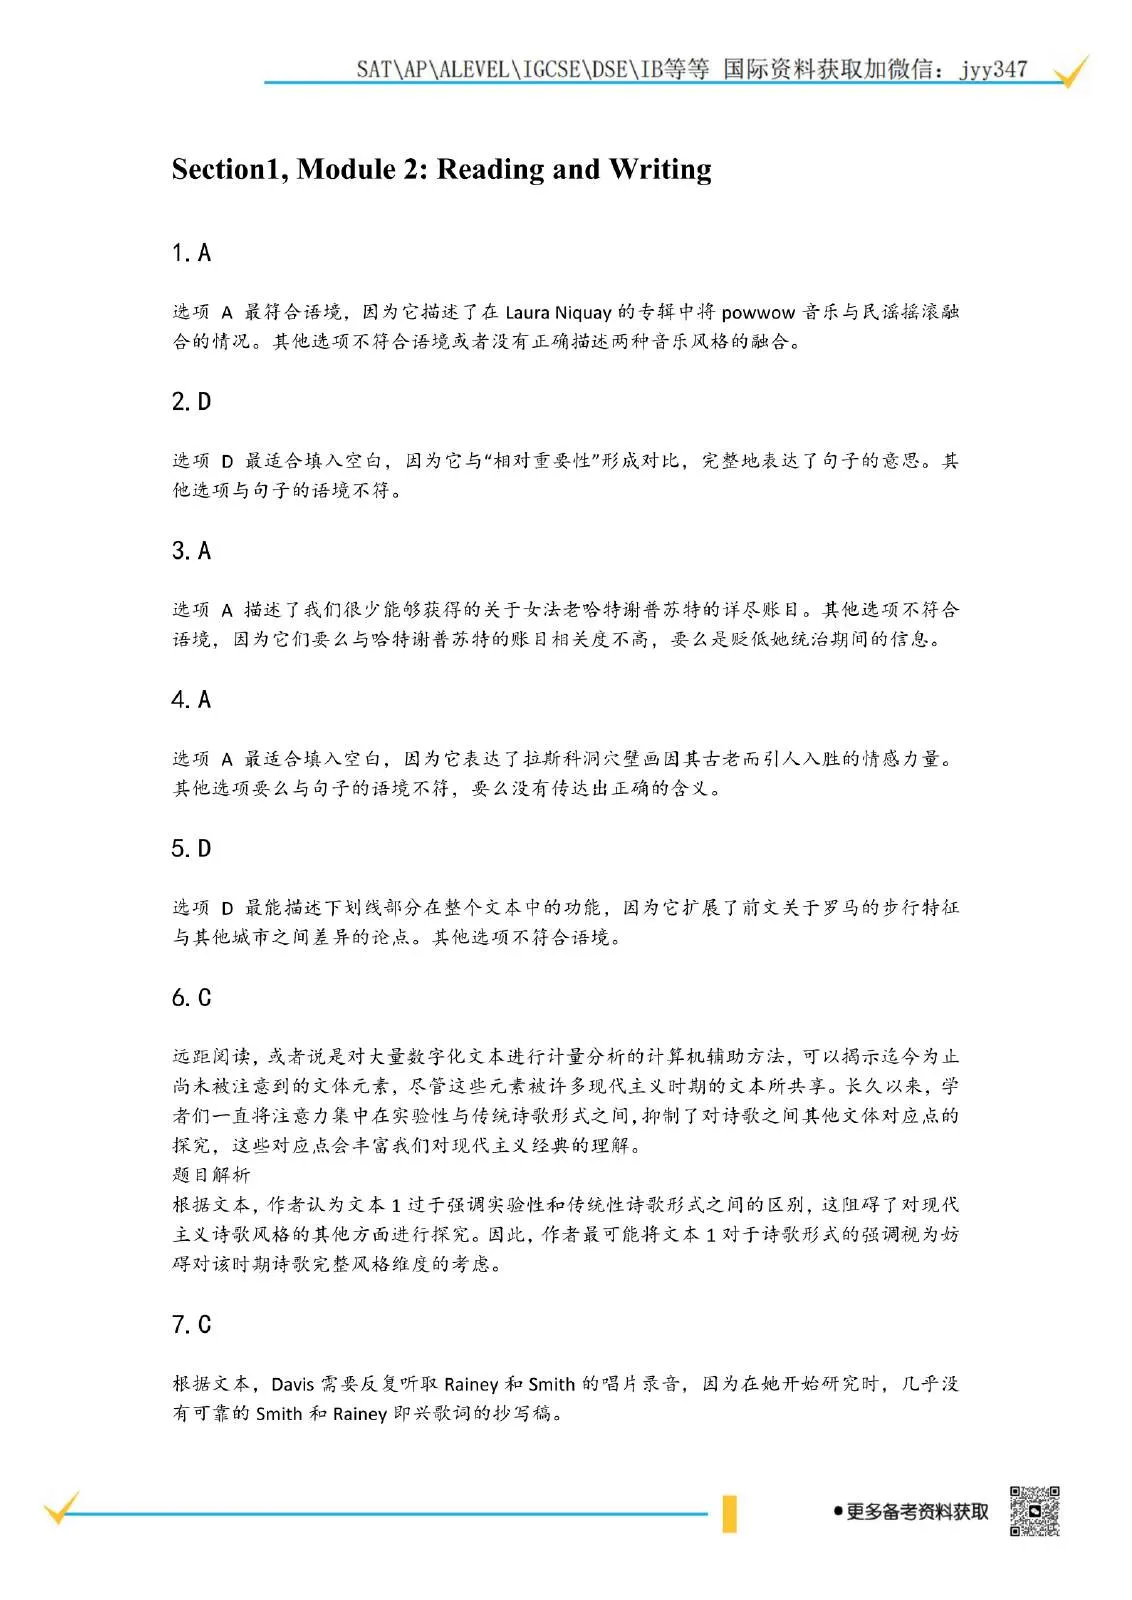 SAT\AP\ALEVEL\IGCSE\DSE\IB等等 国际资料获取加微信：jyy347
Section1, Module 2: Reading and Writing
1. A
选项 A 最符合语境，因为它描述了在 Laura Niquay 的专辑中将 powwow 音乐与民谣摇滚融
合的情况。其他选项不符合语境或者没有正确描述两种音乐风格的融合。
2. D
选项 D 最适合填入空白，因为它与“相对重要性”形成对比，完整地表达了句子的意思。其
他选项与句子的语境不符。
3. A
选项 A 描述了我们很少能够获得的关于女法老哈特谢普苏特的详尽账目。其他选项不符合
语境，因为它们要么与哈特谢普苏特的账目相关度不高，要么是贬低她统治期间的信息。
4. A
选项 A 最适合填入空白，因为它表达了拉斯科洞穴壁画因其古老而引人入胜的情感力量。
其他选项要么与句子的语境不符，要么没有传达出正确的含义。
5. D
选项 D 最能描述下划线部分在整个文本中的功能，因为它扩展了前文关于罗马的步行特征
与其他城市之间差异的论点。其他选项不符合语境。
6. C
远距阅读，或者说是对大量数字化文本进行计量分析的计算机辅助方法，可以揭示迄今为止
尚未被注意到的文体元素，尽管这些元素被许多现代主义时期的文本所共享。长久以来，学
者们一直将注意力集中在实验性与传统诗歌形式之间，抑制了对诗歌之间其他文体对应点的
探究，这些对应点会丰富我们对现代主义经典的理解。
题目解析
根据文本，作者认为文本 1 过于强调实验性和传统性诗歌形式之间的区别，这阻碍了对现代
主义诗歌风格的其他方面进行探究。因此，作者最可能将文本 1 对于诗歌形式的强调视为妨
碍对该时期诗歌完整风格维度的考虑。
7. C
根据文本，Davis 需要反复听取 Rainey 和 Smith 的唱片录音，因为在她开始研究时，几乎没
有可靠的 Smith 和 Rainey 即兴歌词的抄写稿。
•更多备考资料获取